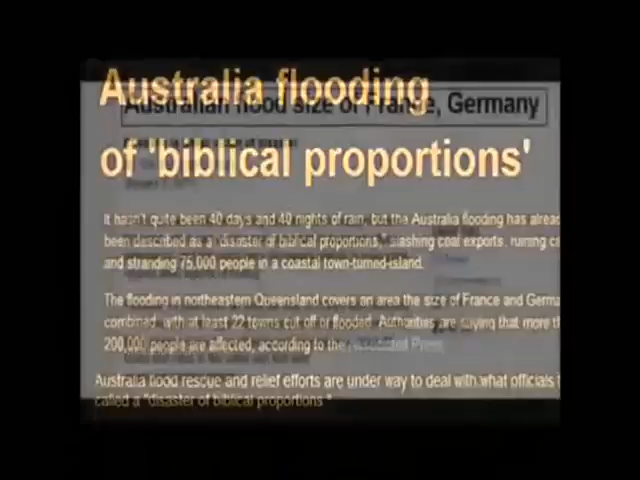 Australia flooding
Australian flood size of France, Germany
of 'biblical proportions'
It hasn't quite been 40 days and 40 nights of rain, but the Australia flooding has alrea
been described as a "disaster of biblical proportions," slashing coal exports, ruining c
and stranding 75,000 people in a coastal town-turned-island.
The flooding in northeastern Queensland covers an area the size of France and Germa
combined, with at least 22 towns cut off or flooded. Authorities are saying that more t
200,000 people are affected, according to the Associated Press
Australia flood rescue and relief efforts are under way to deal with what officials
called a "disaster of biblical proportions."